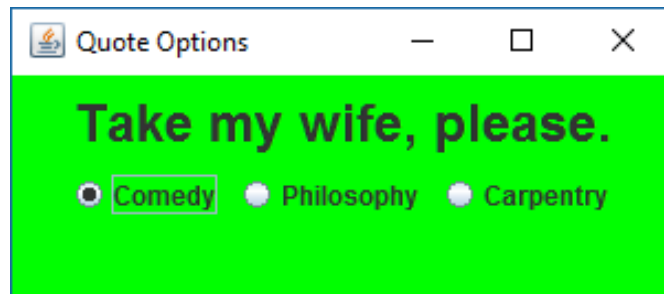 Quote Options
Take my wife, please.
Comedy Philosophy Carpentry